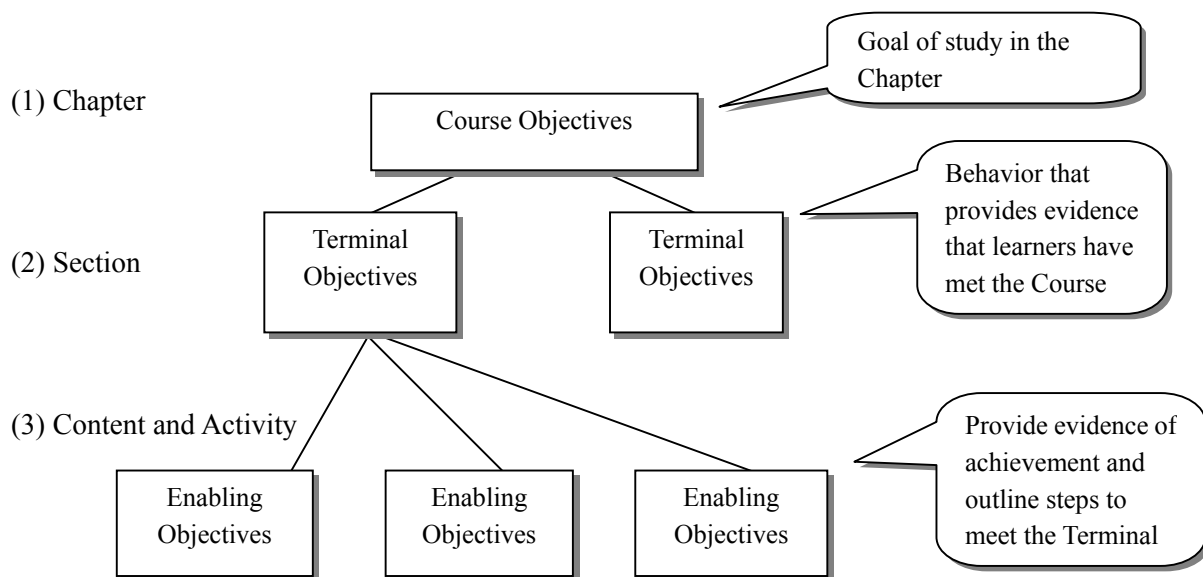 Goal of study in the
Chapter
(1) Chapter
Course Objectives
Behavior that
provides evidence
that learners have
met the Course
(2) Section
Terminal
Objectives
Terminal
Objectives
(3) Content and Activity
Provide evidence of
achievement and
outline steps to
meet the Terminal
Enabling
Objectives
Enabling
Objectives
Enabling
Objectives